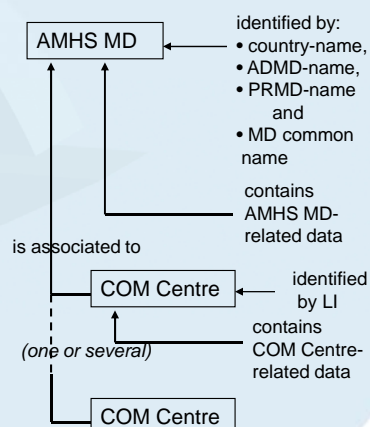 AMHS MD
identified by:
• country-name,
• ADMD-name,
• PRMD-name
and
• MD common
name
contains
AMHS MD-
related data
is associated to
COM Centre
identified
by LI
(one or several)
contains
COM Centre-
related data
COM Centre